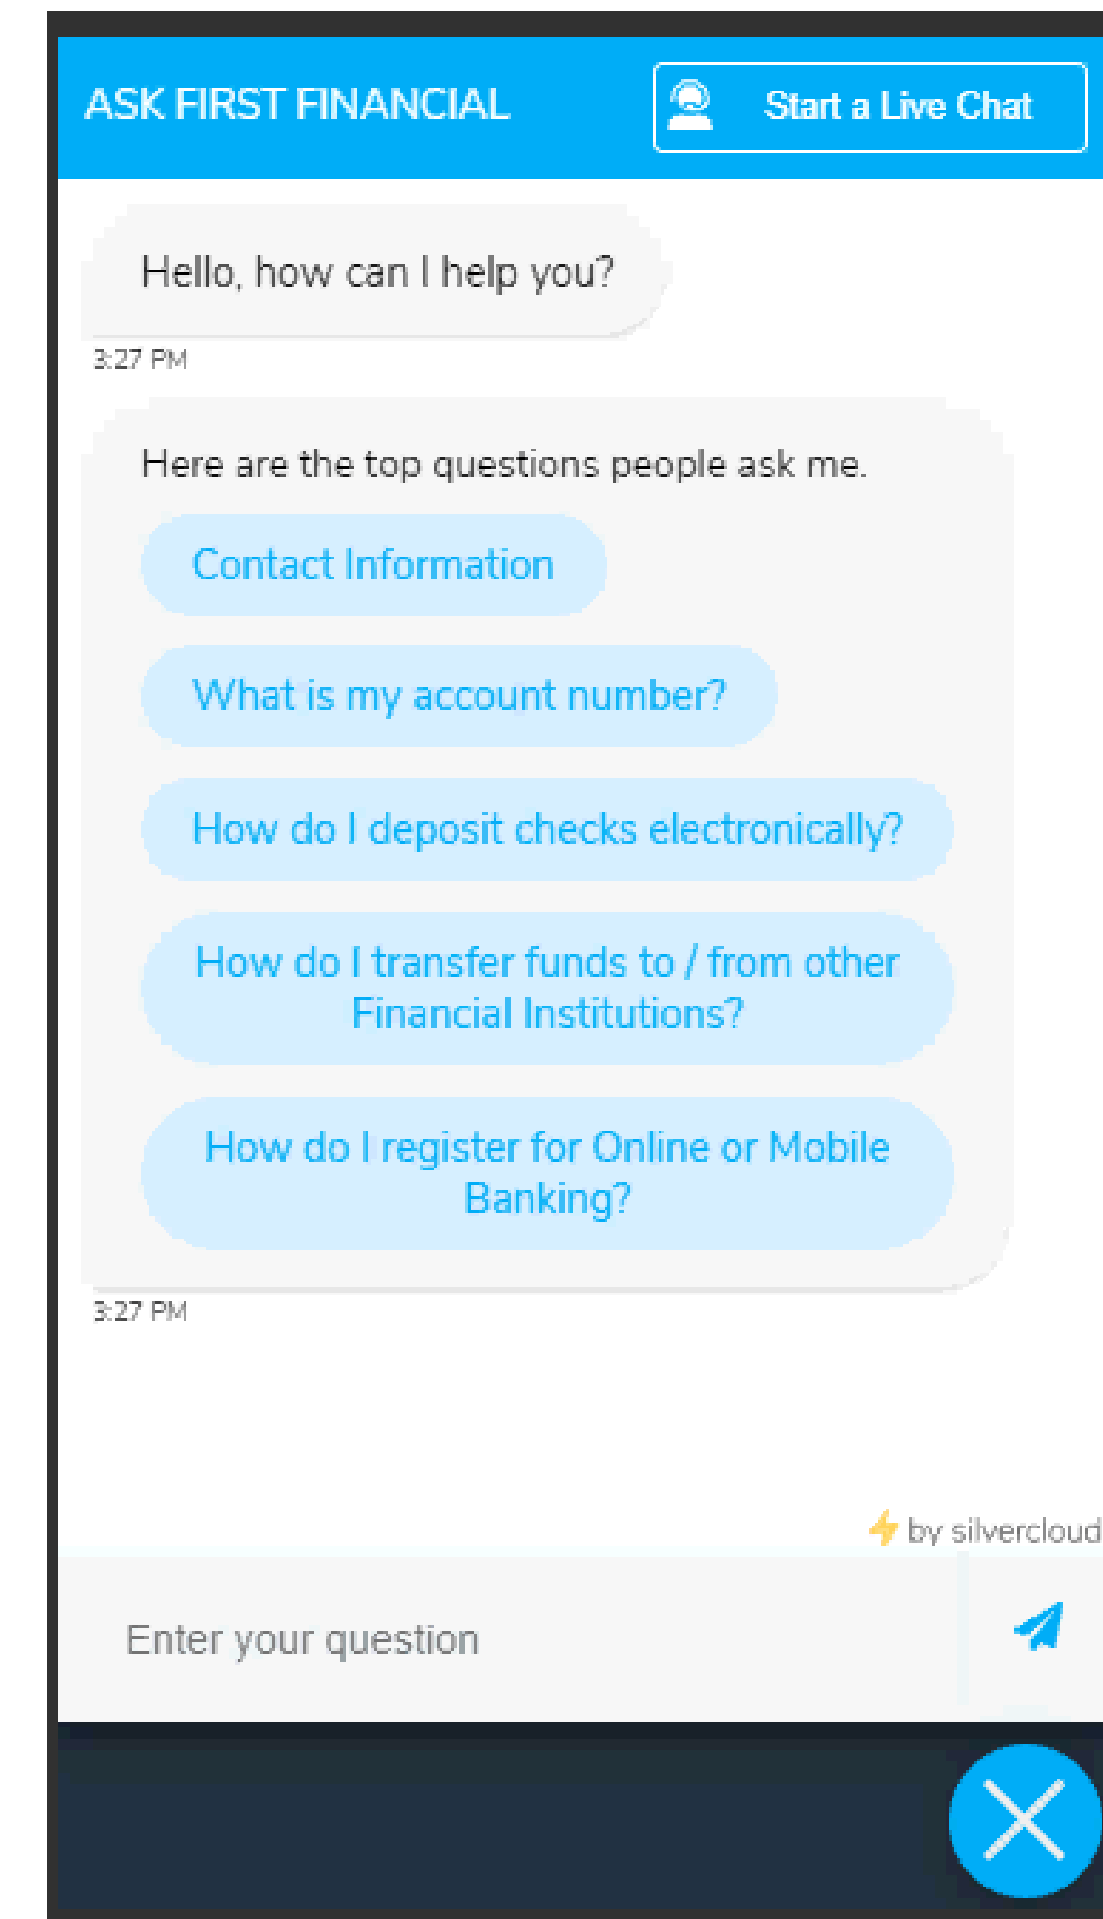 ASK FIRST FINANCIAL
Start a Live Chat
Hello, how can I help you?
3:27 PM
Here are the top questions people ask me.
Contact Information
What is my account number?
How do I deposit checks electronically?
How do I transfer funds to / from other
Financial Institutions?
How do I register for Online or Mobile
Banking?
3:27 PM
by silvercloud
Enter your question